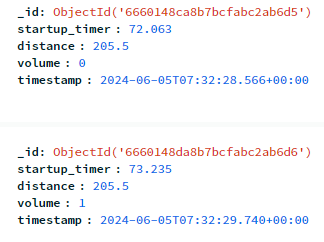 _id: ObjectId('6660148ca8b7bcfabc2ab6d5')
startup_timer : 72.063
distance : 205.5
volume : 0
timestamp : 2024-06-05T07:32:28.566+00:00
_id: ObjectId('6660148da8b7bcfabc2ab6d6')
startup_timer : 73.235
distance : 205.5
volume : 1
timestamp : 2024-06-05T07:32:29.740+00:00